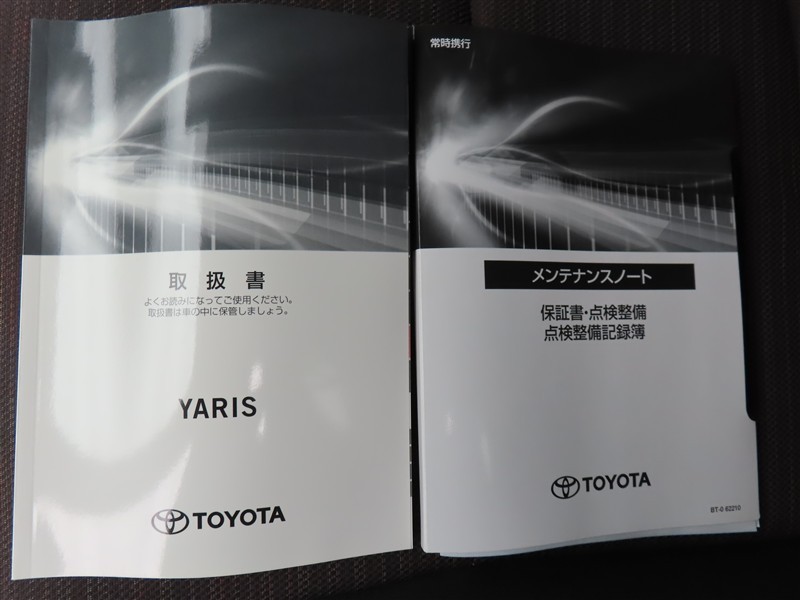 取扱書
よくお読みになってご使用ください。
取扱書は車の中に保管しましょう。
YARIS
TOYOTA
常時携行
メンテナンスノート
保証書・点検整備
点検整備記録簿
TOYOTA
BT-0 62210